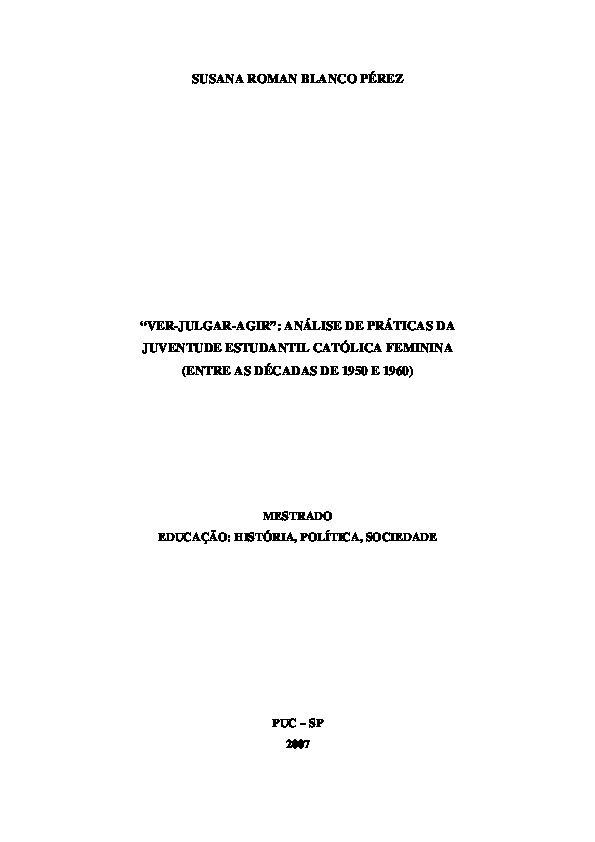 SUSANA ROMAN BLANCO PÉREZ
“VER-JULGAR-AGIR”: ANÁLISE DE PRÁTICAS DA
JUVENTUDE ESTUDANTIL CATÓLICA FEMININA
(ENTRE AS DÉCADAS DE 1950 E 1960)
MESTRADO
EDUCAÇÃO: HISTÓRIA, POLÍTICA, SOCIEDADE
PUC – SP
2007